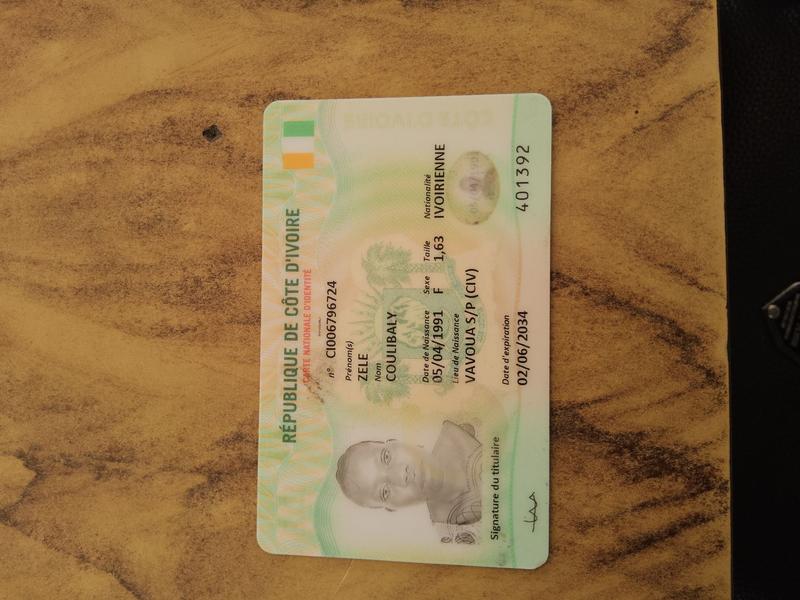 RÉPUBLIQUE DE CÔTE D'IVOIRE
CARTE NATIONALE D'IDENTITÉ
n° CI006796724
Prénom(s)
ZELE
Nom
COULIBALY
Date de Naissance Sexe Taille Nationalité
05/04/1991 F 1,63 IVOIRIENNE
Lieu de Naissance
VAVOUA S/P (CIV)
Date d'expiration
02/06/2034
401392
Signature du titulaire
CÔTE D'IVOIRE